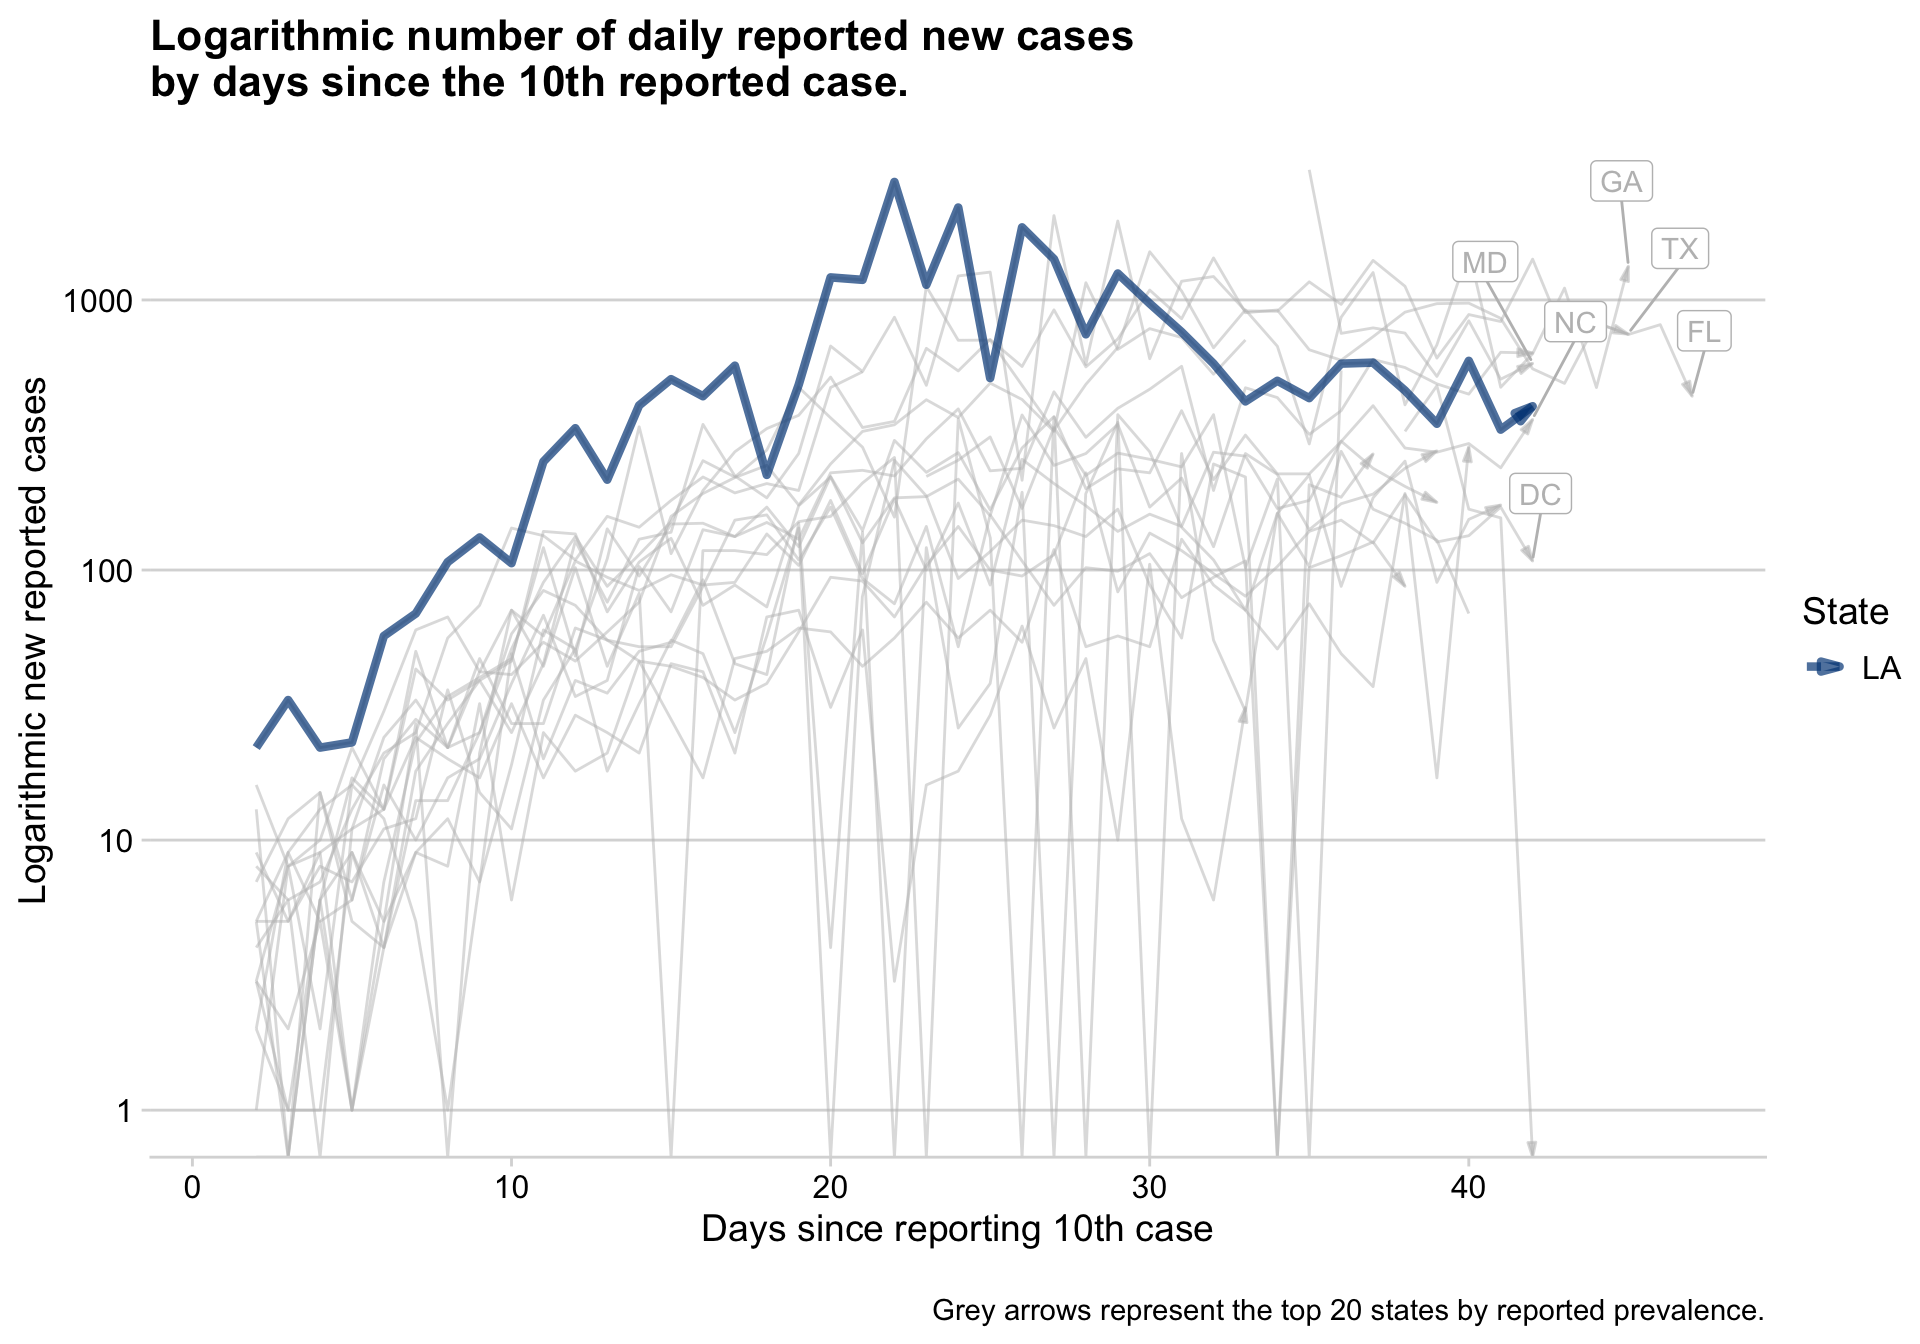 Logarithmic number of daily reported new cases
by days since the 10th reported case.
GA
TX
MD
NC
FL
DC
1000
100
10
1
Logarithmic new reported cases
0 10 20 30 40
Days since reporting 10th case
State
LA
Grey arrows represent the top 20 states by reported prevalence.